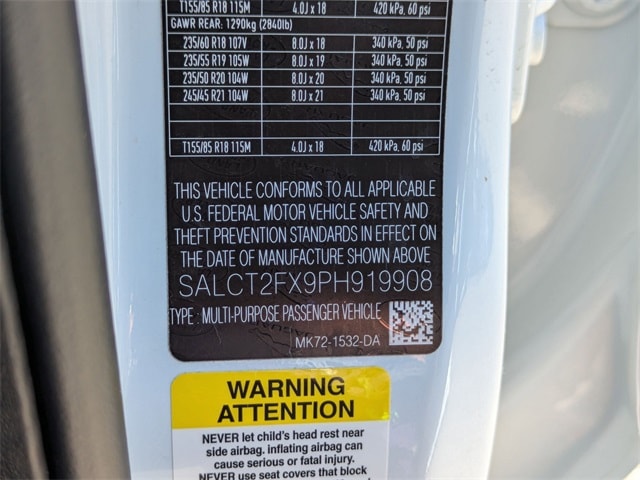 T155/85 R18 115M 4.0J x 18 420 kPa, 60 psi
GAWR REAR: 1290kg (2840lb)
235/60 R18 107V 8.0J x 18 340 kPa, 50 psi
235/55 R19 105W 8.0J x 19 340 kPa, 50 psi
235/50 R20 104W 8.0J x 20 340 kPa, 50 psi
245/45 R21 104W 8.0J x 21 340 kPa, 50 psi
T155/85 R18 115M 4.0J x 18 420 kPa, 60 psi
THIS VEHICLE CONFORMS TO ALL APPLICABLE
U.S. FEDERAL MOTOR VEHICLE SAFETY AND
THEFT PREVENTION STANDARDS IN EFFECT ON
THE DATE OF MANUFACTURE SHOWN ABOVE
SALCT2FX9PH919908
TYPE : MULTI-PURPOSE PASSENGER VEHICLE
MK72-1532-DA
WARNING
ATTENTION
NEVER let child's head rest near
side airbag. inflating airbag can
cause serious or fatal injury.
NEVER use seat covers that block